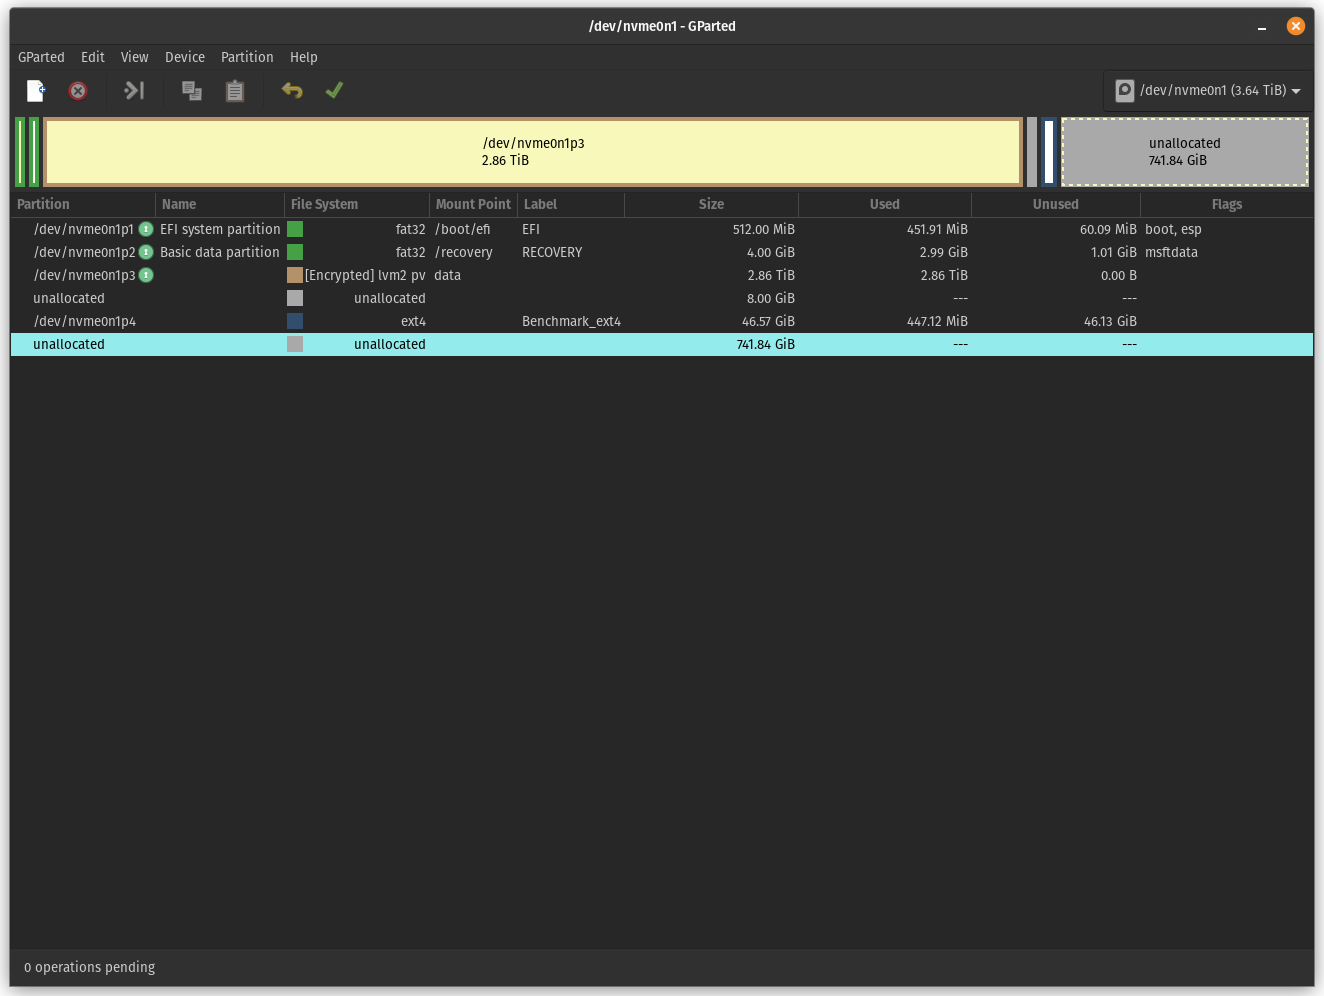 /dev/nvme0n1 - GParted
GParted Edit View Device Partition Help
/dev/nvme0n1 (3.64 TiB)
/dev/nvme0n1p3
2.86 TiB
unallocated
741.84 GiB
Partition Name File System Mount Point Label Size Used Unused Flags
/dev/nvme0n1p1 EFI system partition fat32 /boot/efi EFI 512.00 MiB 451.91 MiB 60.09 MiB boot, esp
/dev/nvme0n1p2 Basic data partition fat32 /recovery RECOVERY 4.00 GiB 2.99 GiB 1.01 GiB msftdata
/dev/nvme0n1p3 [Encrypted] lvm2 pv data 2.86 TiB 2.86 TiB 0.00 B
unallocated unallocated 8.00 GiB --- ---
/dev/nvme0n1p4 ext4 Benchmark_ext4 46.57 GiB 447.12 MiB 46.13 GiB
unallocated unallocated 741.84 GiB --- ---
0 operations pending